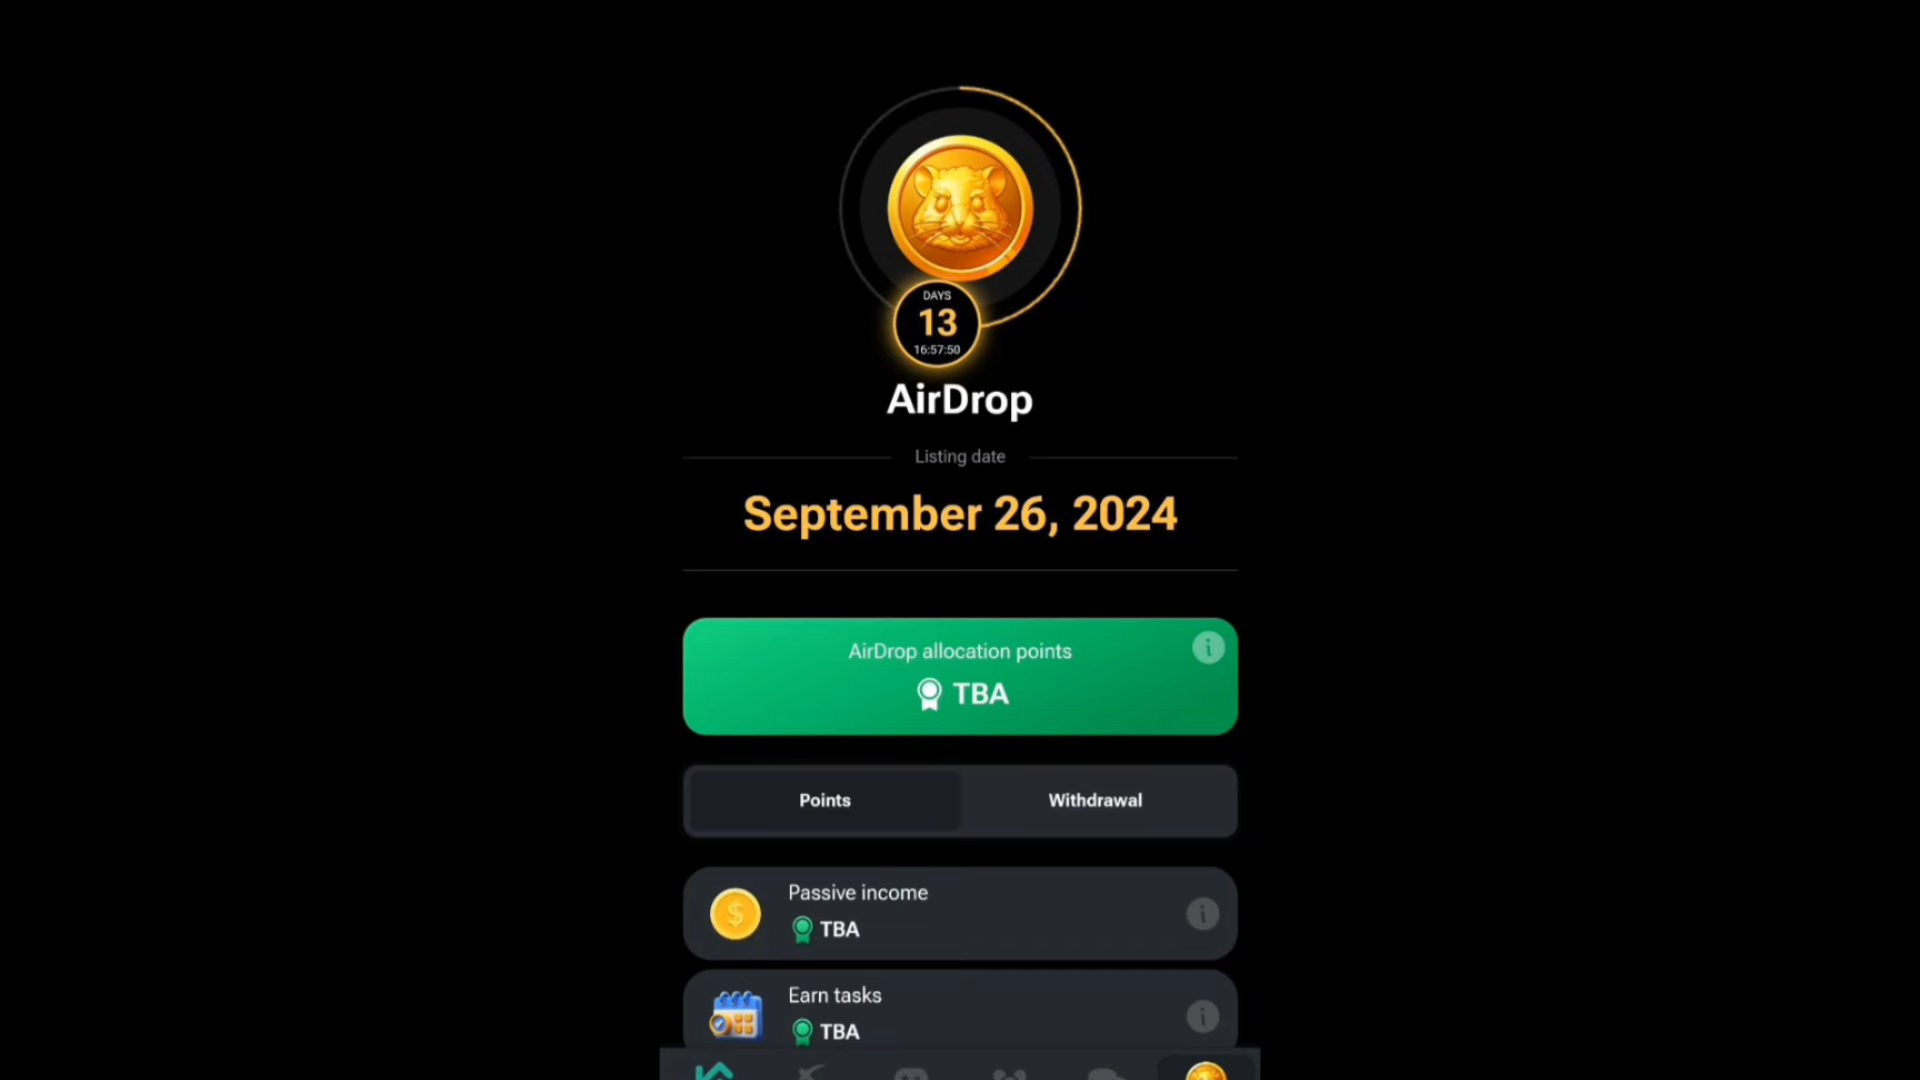 DAYS
13
16:57:50
AirDrop
Listing date
September 26, 2024
AirDrop allocation points
TBA
Points
Withdrawal
Passive income
TBA
Earn tasks
TBA